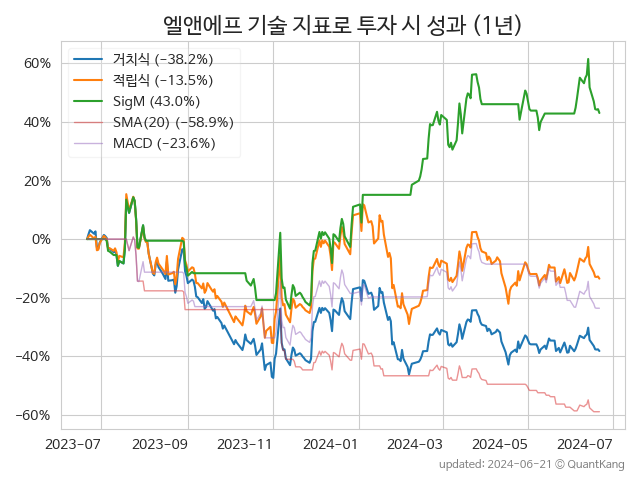 엘앤에프 기술 지표로 투자 시 성과 (1년)
거치식 (−38.2%)
적립식 (−13.5%)
SigM (43.0%)
SMA(20) (−58.9%)
MACD (−23.6%)
60%
40%
20%
0%
−20%
−40%
−60%
2023-07 2023-09 2023-11 2024-01 2024-03 2024-05 2024-07
updated: 2024-06-21 © QuantKang